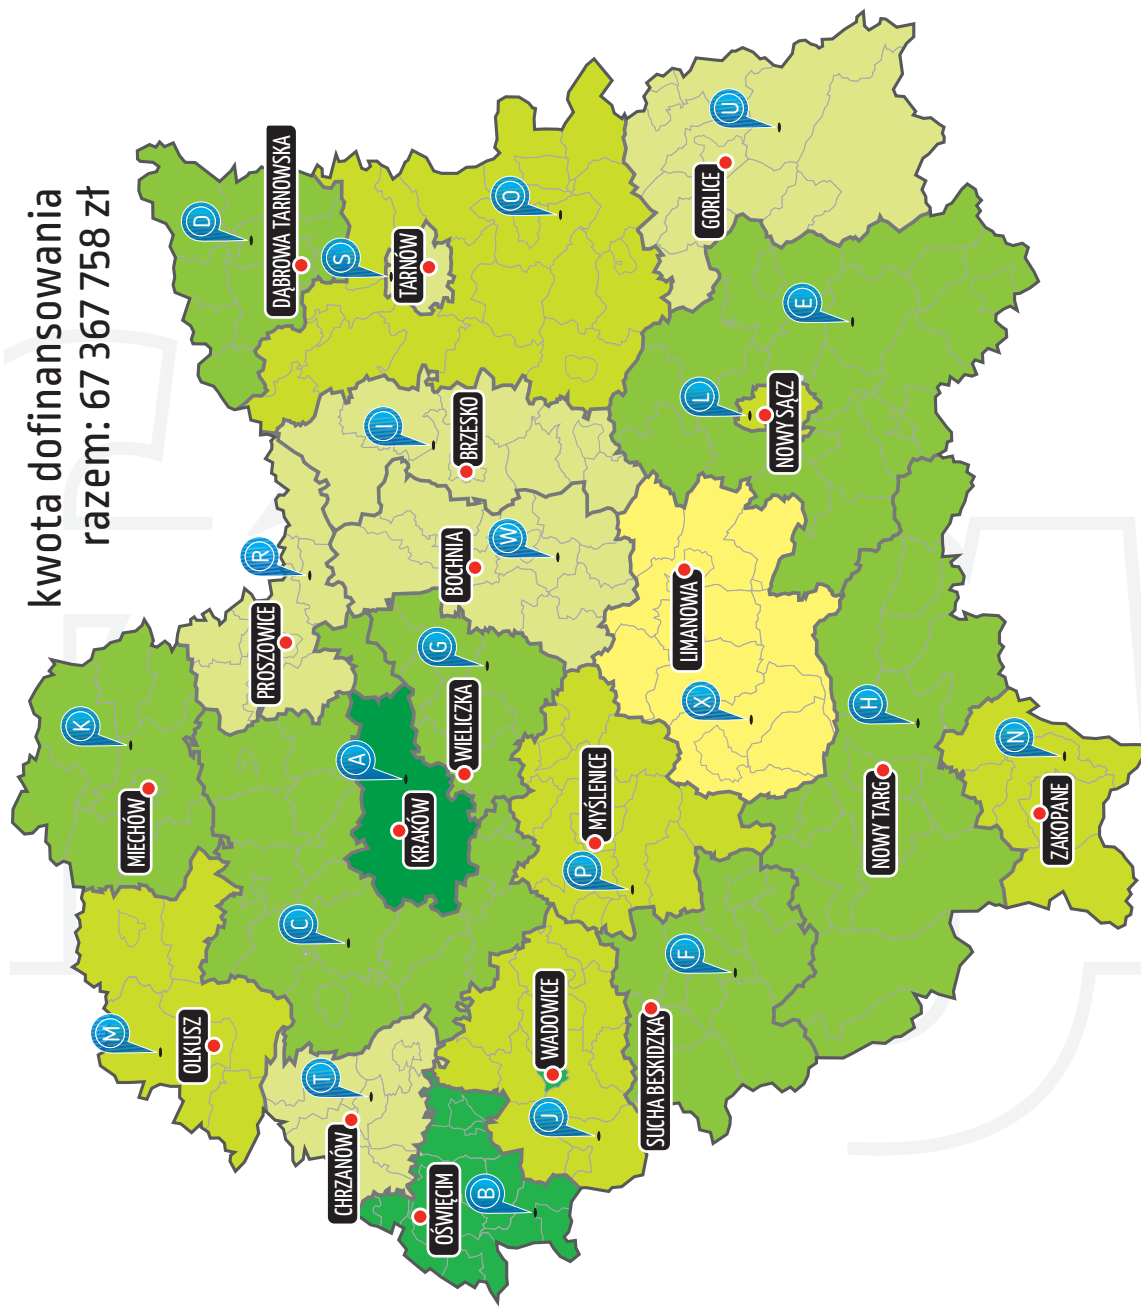 kwota dofinansowania
razem: 67 367 758 zł
K
M
MIECHÓW
OLKUSZ
D
R
PROSZOWICE
DĄBROWA TARNOWSKA
C
T
S
CHRZANÓW
A
I
TARNÓW
KRAKÓW
G
OŚWIĘCIM
BOCHNIA
WIELICZKA
BRZESKO
B
W
O
J
WADOWICE
P
MYŚLENICE
SUCHA BESKIDZKA
F
LIMANOWA
L
X
GORLICE
U
NOWY SĄCZ
E
H
NOWY TARG
N
ZAKOPANE